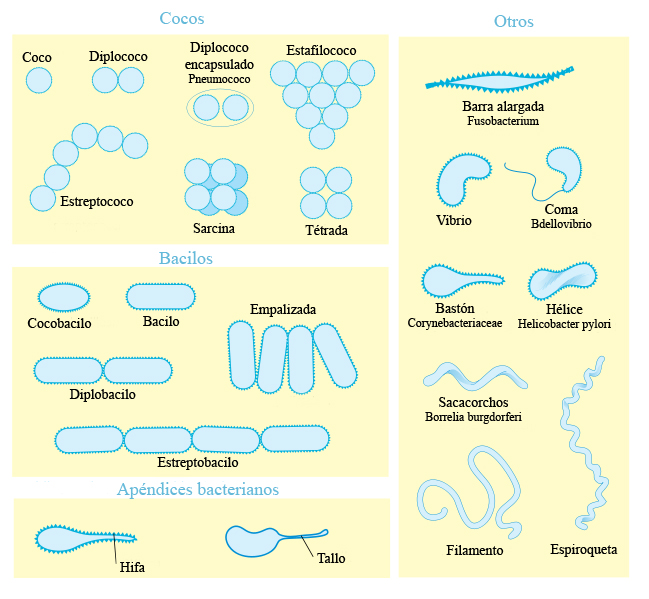 Cocos
Coco
Diplococo
Diplococo
encapsulado
Pneumococo
Estafilococo
Estreptococo
Sarcina
Tétrada
Bacilos
Cocobacilo
Bacilo
Empalizada
Diplobacilo
Estreptobacilo
Apéndices bacterianos
Hifa
Tallo
Otros
Barra alargada
Fusobacterium
Vibrio
Coma
Bdellovibrio
Bastón
Corynebacteriaceae
Hélice
Helicobacter pylori
Sacacorchos
Borrelia burgdorferi
Filamento
Espiroqueta